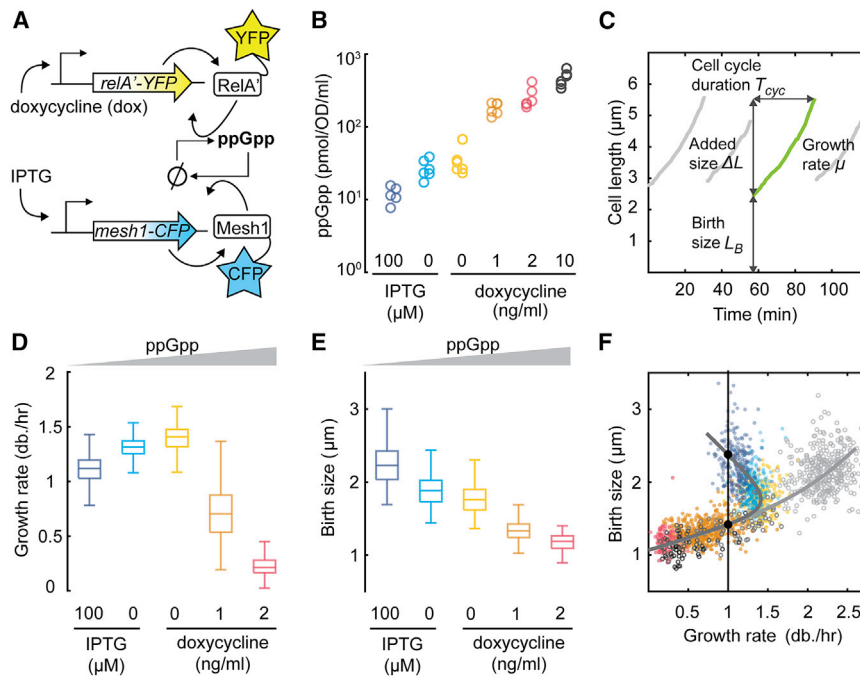 A
YFP
relA'-YFP
RelA'
doxycycline (dox)
ppGpp
IPTG
mesh1-CFP
Mesh1
CFP
B
ppGpp (pmol/OD/ml)
10³
10²
10¹
10⁰
100 0 0 1 2 10
IPTG doxycycline
(µM) (ng/ml)
C
Cell length (µm)
6
5
4
3
2
1
Cell cycle
duration Tcyc
Added
size ΔL
Growth
rate µ
Birth
size LB
20 60 100
Time (min)
D
ppGpp
Growth rate (db./hr)
2
1.5
1
0.5
0
100 0 0 1 2
IPTG doxycycline
(µM) (ng/ml)
E
ppGpp
Birth size (µm)
3
2
1
100 0 0 1 2
IPTG doxycycline
(µM) (ng/ml)
F
Birth size (µm)
3
2
1
0.5 1 1.5 2 2.5
Growth rate (db./hr)